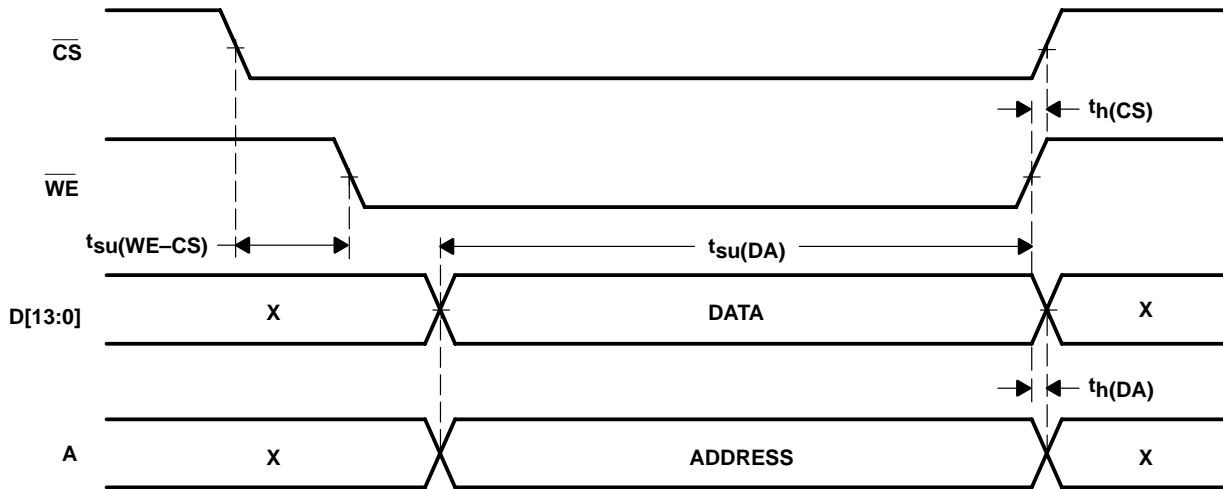 CS
th(CS)
WE
tsu(WE–CS)
tsu(DA)
D[13:0]
X
DATA
X
th(DA)
A
X
ADDRESS
X